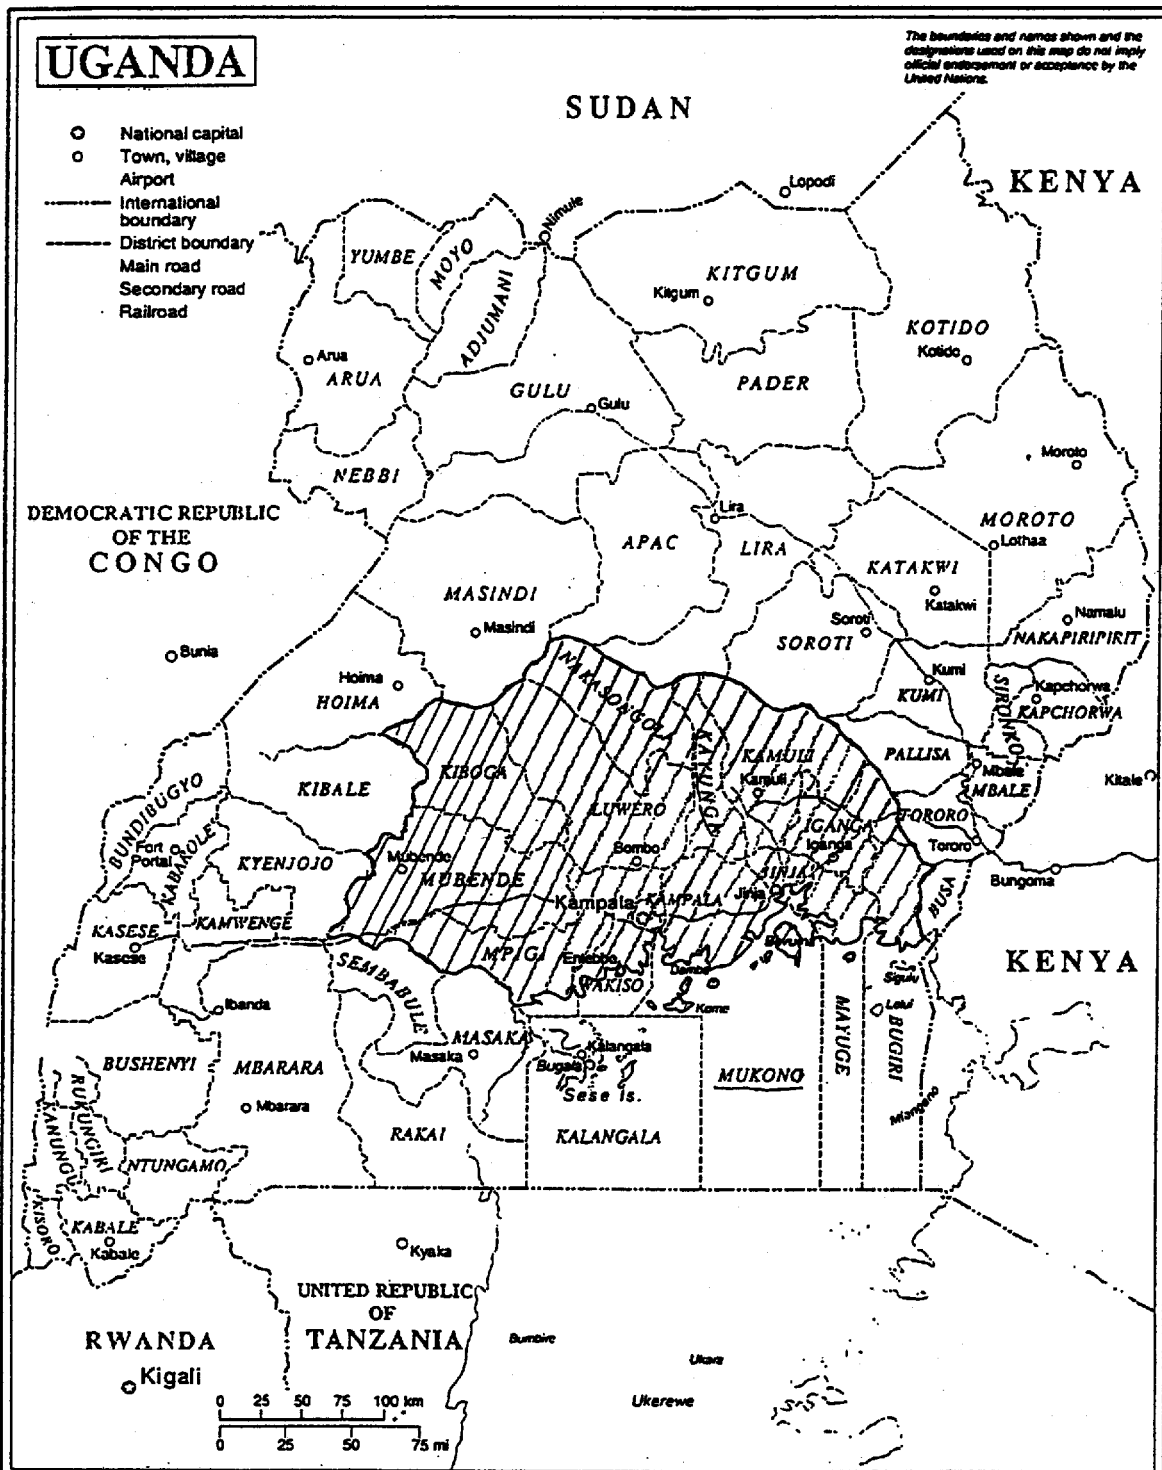 UGANDA
The boundaries and names shown and the
designations used on this map do not imply
official endorsement or acceptance by the
United Nations.
National capital
Town, village
Airport
International
boundary
District boundary
Main road
Secondary road
Railroad
SUDAN
KENYA
Lopodi
Nimule
YUMBE
MOYO
ADJUMANI
KITGUM
Kitgum
KOTIDO
Kotido
Arua
ARUA
GULU
Gulu
PADER
NEBBI
Moroto
MOROTO
Lothaa
DEMOCRATIC REPUBLIC
OF THE
CONGO
APAC
Lira
LIRA
KATAKWI
Katakwi
MASINDI
Masindi
Soroti
SOROTI
Namalu
NAKAPIRIPIRIT
Bunia
Hoima
HOIMA
Kumi
KUMI
SIRONKO
Kapchorwa
KAPCHORWA
KIBOGA
KAMULI
Kamuli
PALLISA
Mbale
MBALE
Kitale
KIBALE
BUNDIBUGYO
LUWERO
IGANGA
Iganga
TORORO
Tororo
Fort
Portal
KABAROLE
KYENJOJO
Mubende
MUBENDE
Bombo
JINJA
Jinja
Bungoma
BUSA
KAMWENGE
Kampala
KAMPALA
KASESE
Kasese
MPIGI
Entebbe
WAKISO
Damba
Kome
KENYA
SEMBABULE
Sigulu
Lolui
Ibanda
MASAKA
Masaka
Kalangala
Bugala
Sese Is.
MAYUGE
BUGIRI
BUSHENYI
MBARARA
Mbarara
MUKONO
RUKUNGIRI
KANUNGU
NTUNGAMO
RAKAI
KALANGALA
KISORO
KABALE
Kabale
Kyaka
UNITED REPUBLIC
OF
TANZANIA
RWANDA
Kigali
Bumbire
Ukara
Ukerewe
0 25 50 75 100 km
0 25 50 75 mi